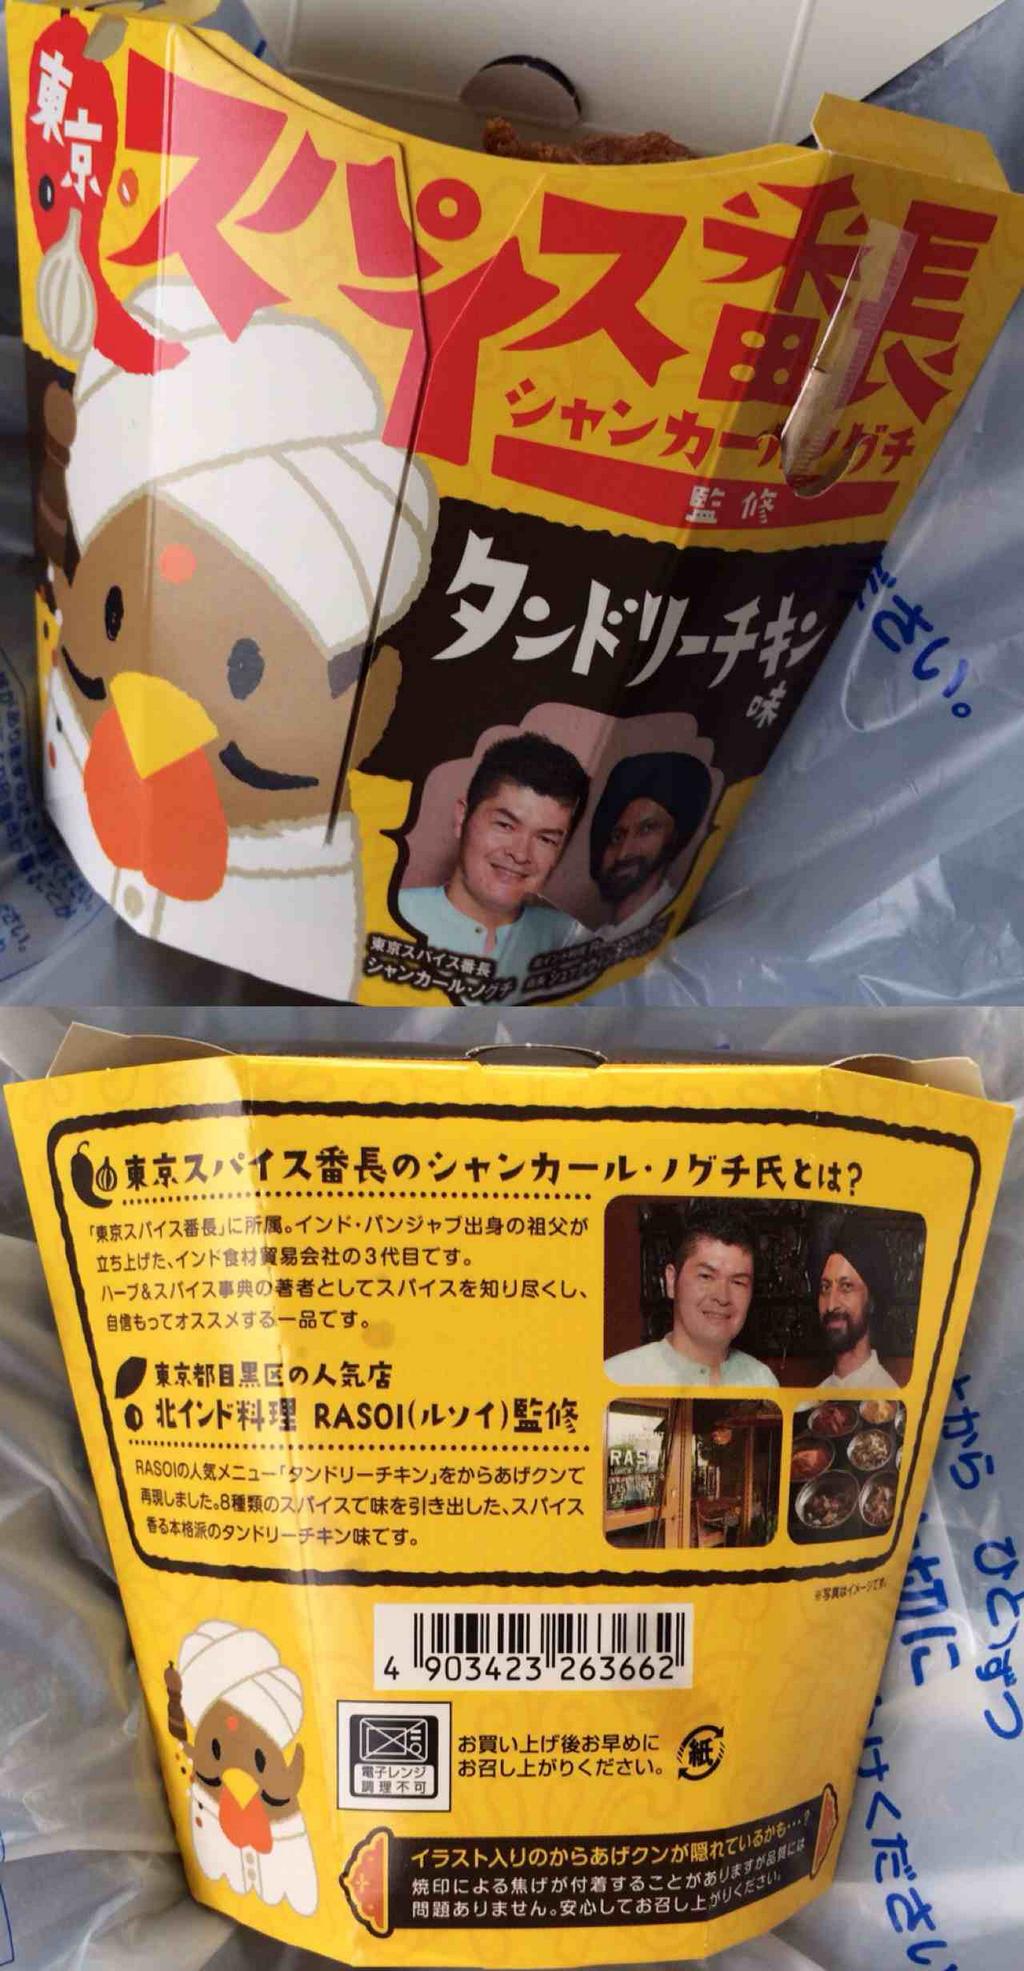 東京
スパイス番長
シャンカール・ノグチ
監修
タンドリーチキン
味
東京スパイス番長
シャンカール・ノグチ
ださい。
東京スパイス番長のシャンカール・ノグチ氏とは?
「東京スパイス番長」に所属。インド・パンジャブ出身の祖父が
立ち上げた、インド食材貿易会社の3代目です。
ハーブ&スパイス事典の著者としてスパイスを知り尽くし、
自信もってオススメする一品です。
東京都目黒区の人気店
北インド料理 RASOI(ルソイ)監修
RASOIの人気メニュー「タンドリーチキン」をからあげクンで
再現しました。8種類のスパイスで味を引き出した、スパイス
香る本格派のタンドリーチキン味です。
※写真はイメージです。
4 903423 263662
電子レンジ
調理不可
お買い上げ後お早めに
お召し上がりください。
紙
イラスト入りのからあげクンが隠れているかも…?
焼印による焦げが付着することがありますが品質には
問題ありません。安心してお召し上がりください。
から
ひとつずつ
切に
けください